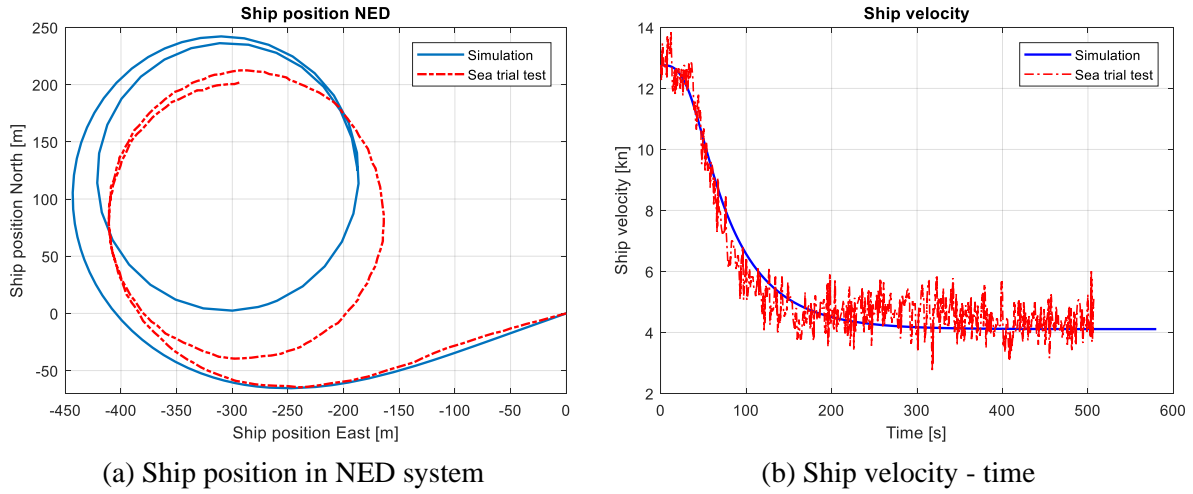 Ship position NED
250
200
150
100
50
0
-50
Ship position North [m]
-450 -400 -350 -300 -250 -200 -150 -100 -50 0
Ship position East [m]
Simulation
Sea trial test
(a) Ship position in NED system
Ship velocity
14
12
10
8
6
4
2
Ship velocity [kn]
0 100 200 300 400 500 600
Time [s]
Simulation
Sea trial test
(b) Ship velocity - time